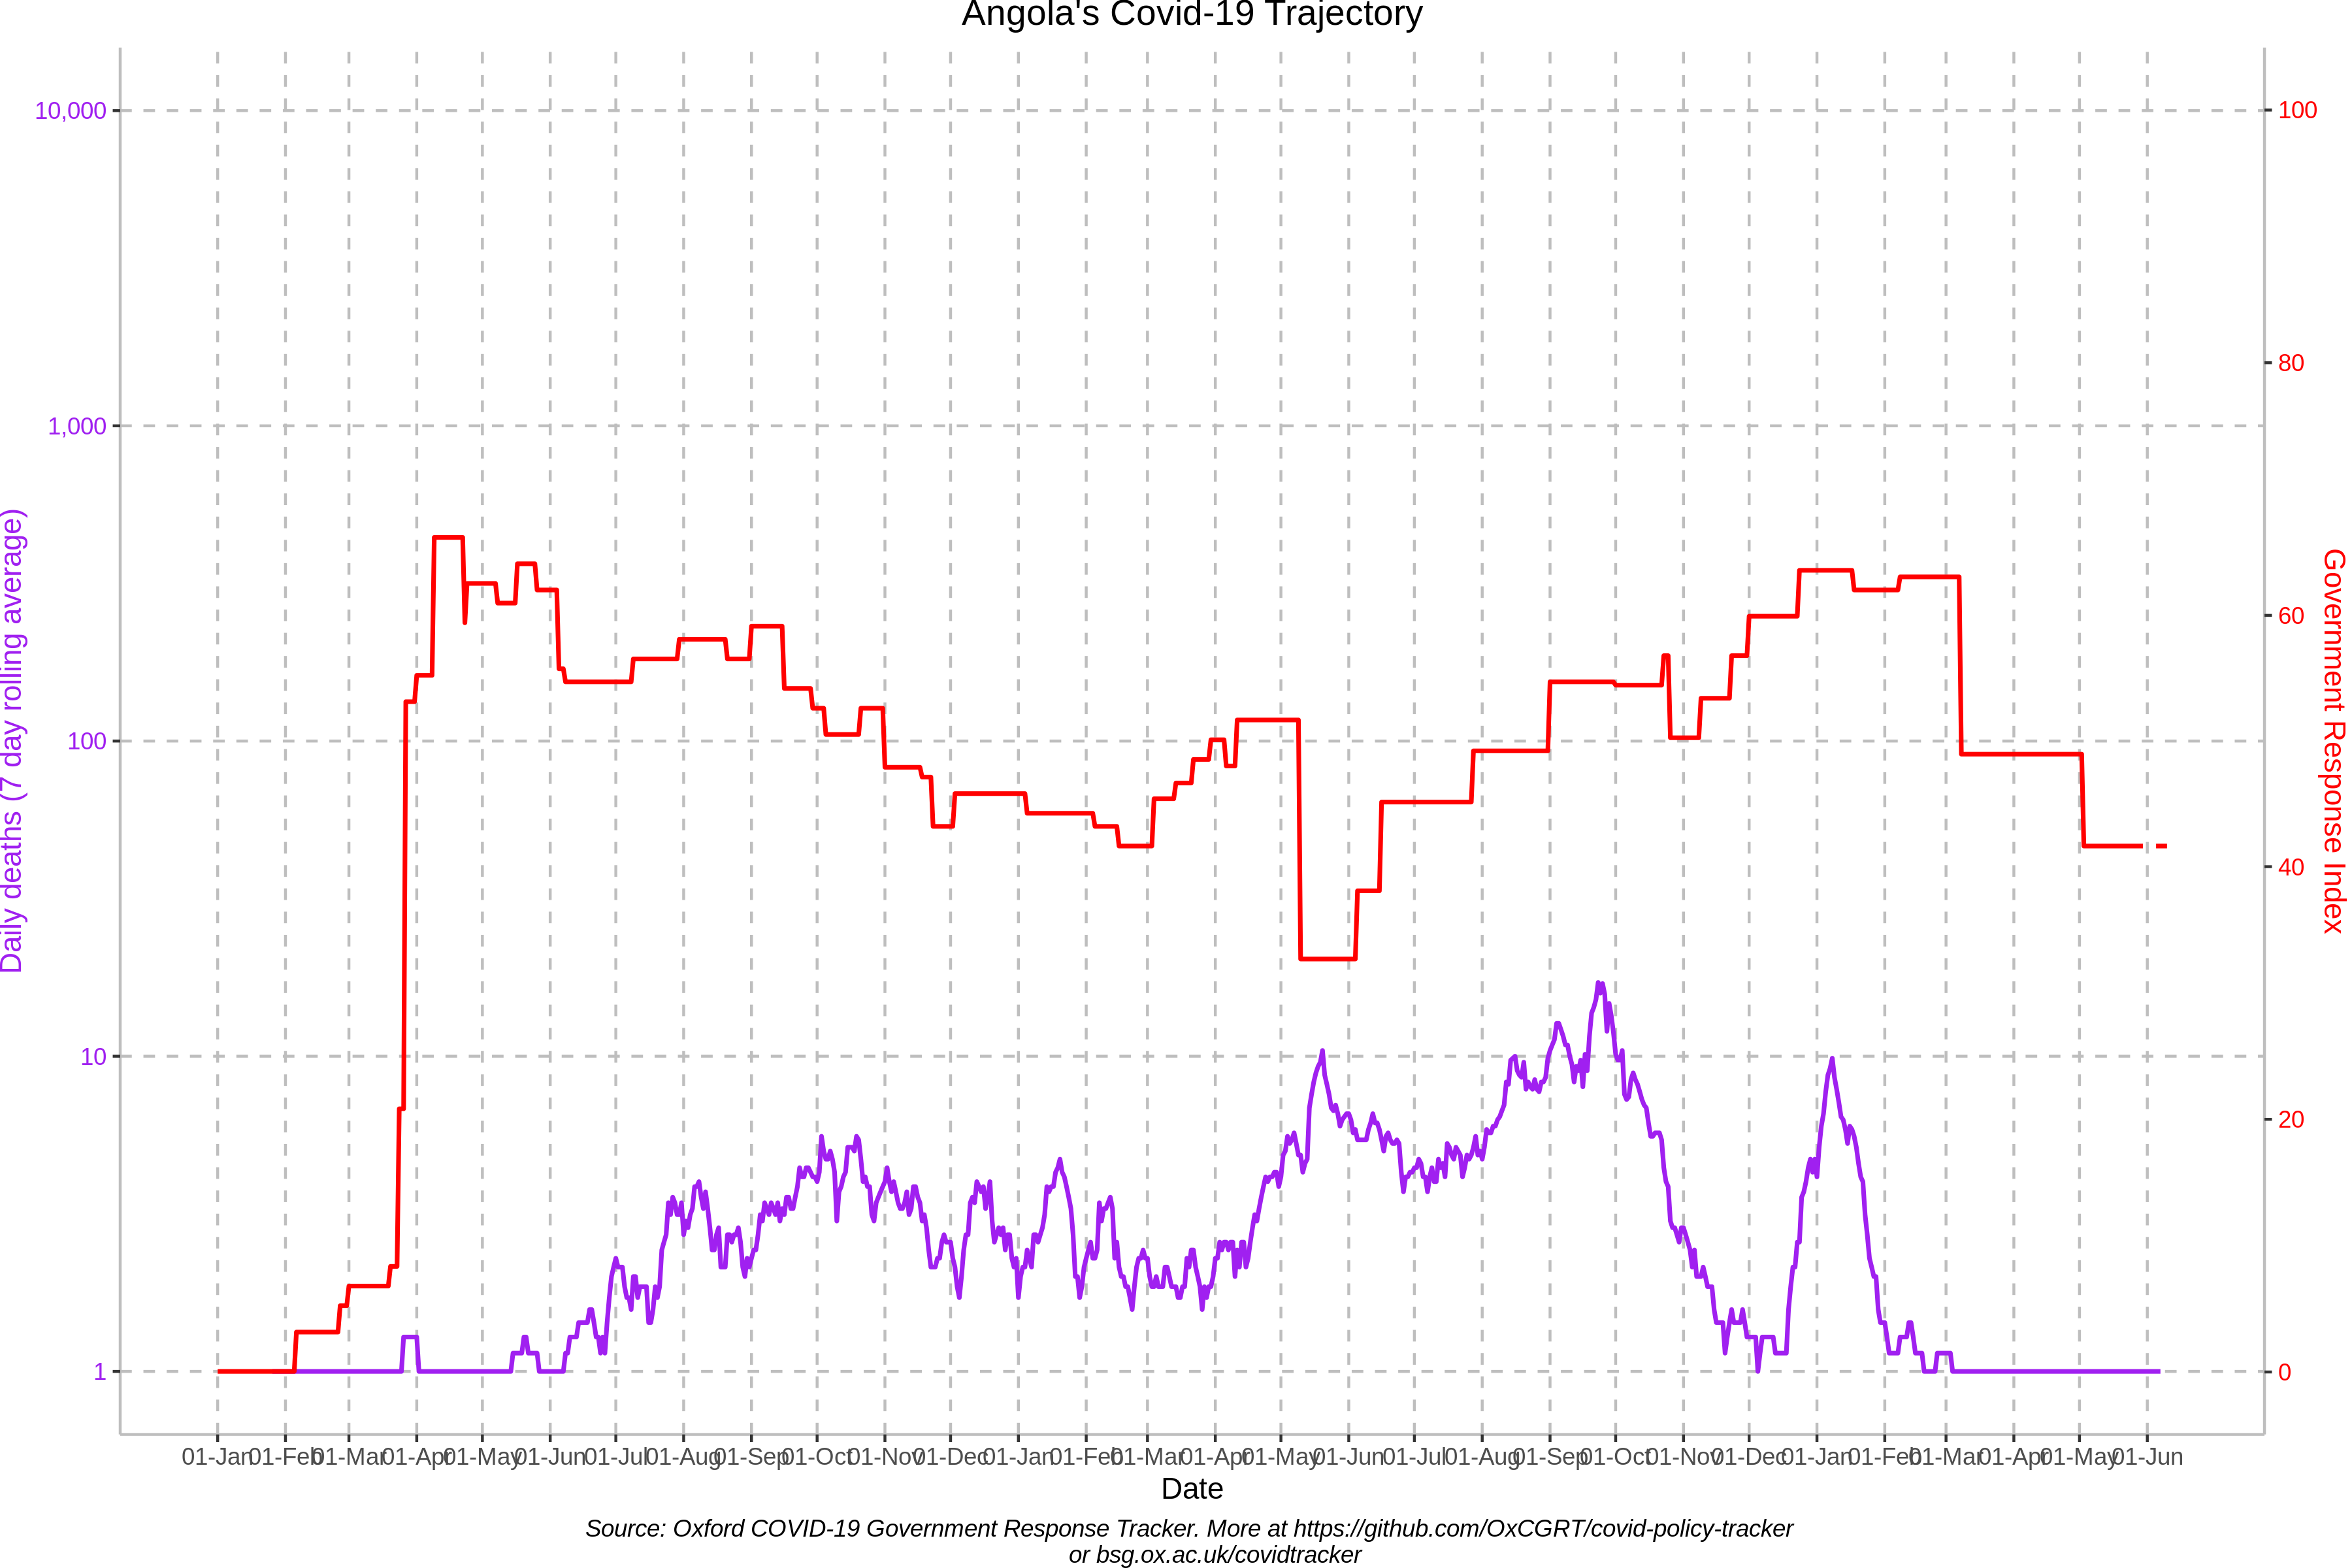 Angola's Covid-19 Trajectory
10,000
1,000
100
10
1
Daily deaths (7 day rolling average)
100
80
60
40
20
0
Government Response Index
01-Jan 01-Feb 01-Mar 01-Apr 01-May 01-Jun 01-Jul 01-Aug 01-Sep 01-Oct 01-Nov 01-Dec 01-Jan 01-Feb 01-Mar 01-Apr 01-May 01-Jun 01-Jul 01-Aug 01-Sep 01-Oct 01-Nov 01-Dec 01-Jan 01-Feb 01-Mar 01-Apr 01-May 01-Jun
Date
Source: Oxford COVID-19 Government Response Tracker. More at https://github.com/OxCGRT/covid-policy-tracker
or bsg.ox.ac.uk/covidtracker